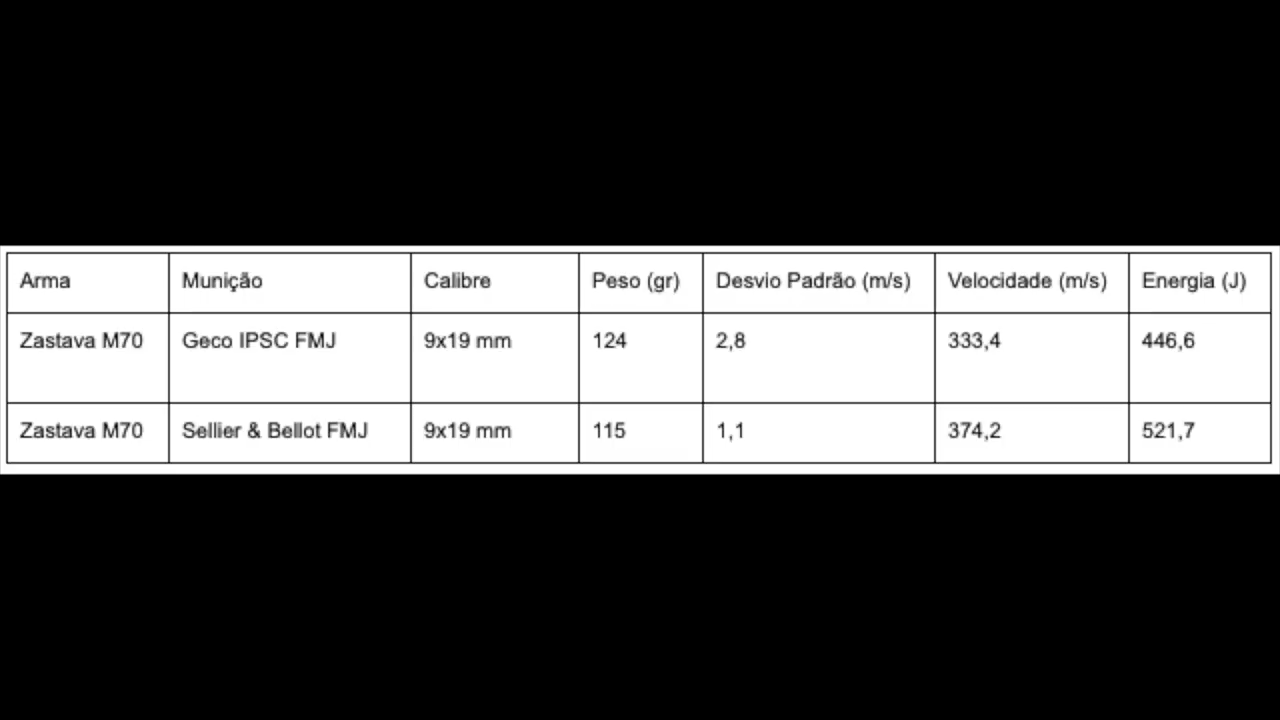 Arma Munição Calibre Peso (gr) Desvio Padrão (m/s) Velocidade (m/s) Energia (J)
Zastava M70 Geco IPSC FMJ 9x19 mm 124 2,8 333,4 446,6
Zastava M70 Sellier & Bellot FMJ 9x19 mm 115 1,1 374,2 521,7